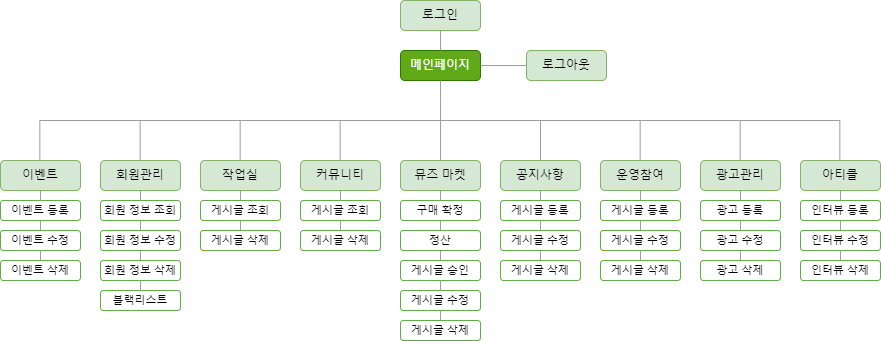 로그인
메인페이지
로그아웃
이벤트
회원관리
작업실
커뮤니티
뮤즈 마켓
공지사항
운영참여
광고관리
아티클
이벤트 등록
회원 정보 조회
게시글 조회
게시글 조회
구매 확정
게시글 등록
게시글 등록
광고 등록
인터뷰 등록
이벤트 수정
회원 정보 수정
게시글 삭제
게시글 삭제
정산
게시글 수정
게시글 수정
광고 수정
인터뷰 수정
이벤트 삭제
회원 정보 삭제
게시글 승인
게시글 삭제
게시글 삭제
광고 삭제
인터뷰 삭제
블랙리스트
게시글 수정
게시글 삭제